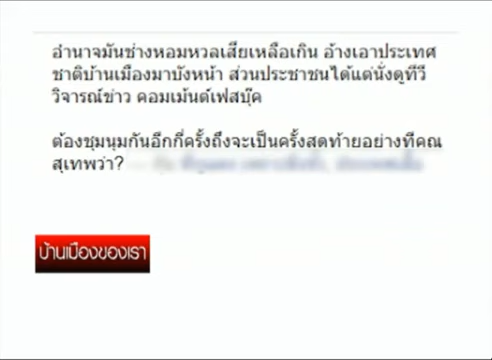 อำนาจมันช่างหอมหวลเสียเหลือเกิน อ้างเอาประเทศ
ชาติบ้านเมืองมาบังหน้า ส่วนประชาชนได้แต่นั่งดูทีวี
วิจารณ์ข่าว คอมเม้นต์เฟสบุ๊ค
ต้องชุมนุมกันอีกกี่ครั้งถึงจะเป็นครั้งสุดท้ายอย่างที่คุณ
สุเทพว่า?
บ้านเมืองของเรา